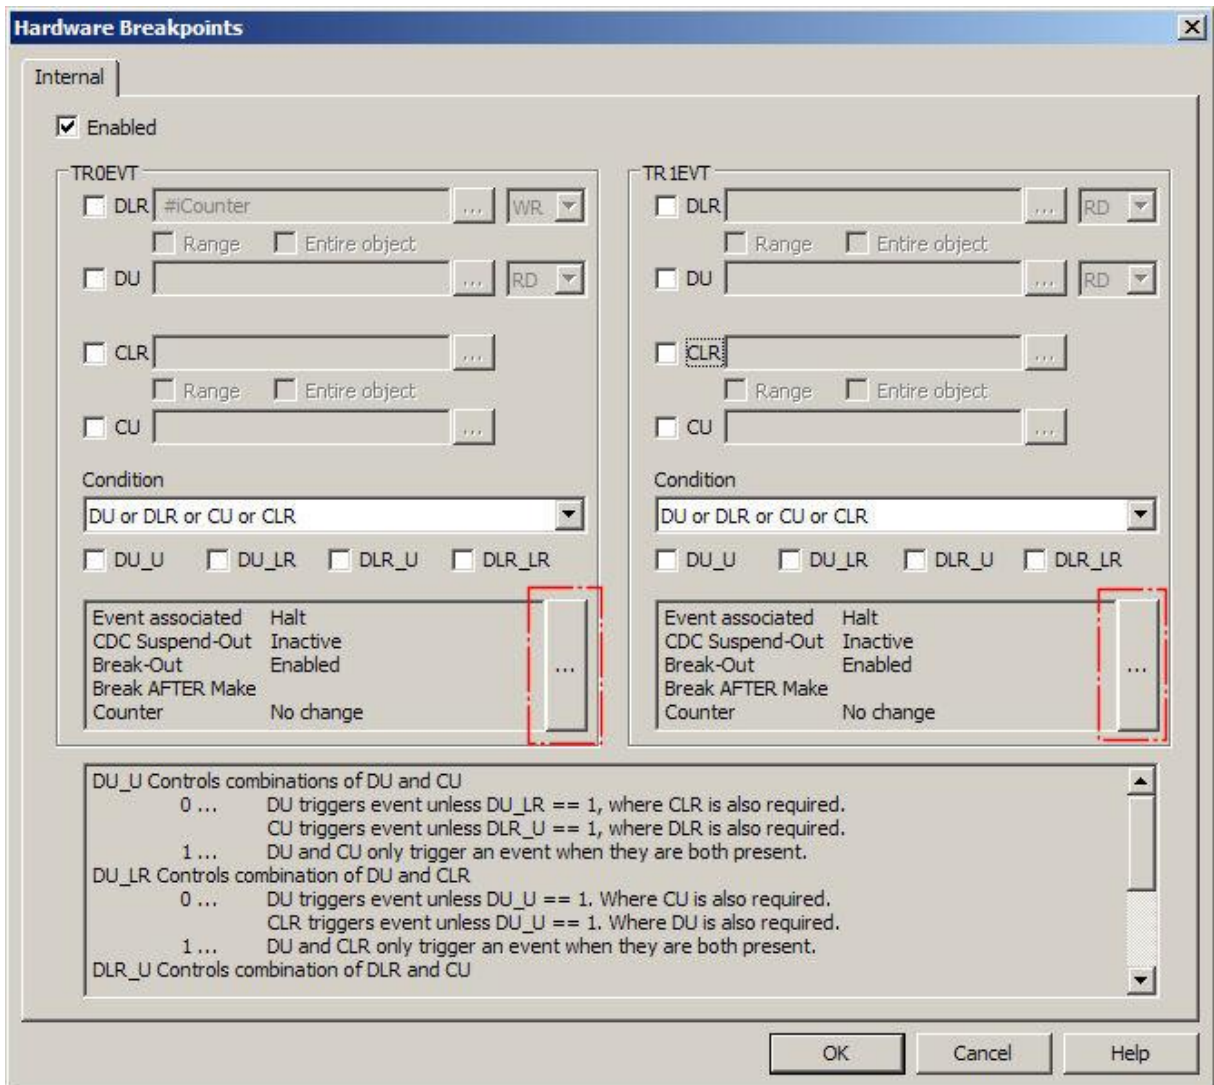 Hardware Breakpoints
Internal
Enabled
TR0EVT
DLR #iCounter ... WR
Range Entire object
DU ... RD
CLR ...
Range Entire object
CU ...
Condition
DU or DLR or CU or CLR
DU_U DU_LR DLR_U DLR_LR
Event associated Halt
CDC Suspend-Out Inactive
Break-Out Enabled
...
Break AFTER Make
Counter No change
TR1EVT
DLR ... RD
Range Entire object
DU ... RD
CLR ...
Range Entire object
CU ...
Condition
DU or DLR or CU or CLR
DU_U DU_LR DLR_U DLR_LR
Event associated Halt
CDC Suspend-Out Inactive
Break-Out Enabled
...
Break AFTER Make
Counter No change
DU_U Controls combinations of DU and CU
0 ... DU triggers event unless DU_LR == 1, where CLR is also required.
CU triggers event unless DLR_U == 1, where DLR is also required.
1 ... DU and CU only trigger an event when they are both present.
DU_LR Controls combination of DU and CLR
0 ... DU triggers event unless DU_U == 1. Where CU is also required.
CLR triggers event unless DU_U == 1. Where DU is also required.
1 ... DU and CLR only trigger an event when they are both present.
DLR_U Controls combination of DLR and CU
OK Cancel Help